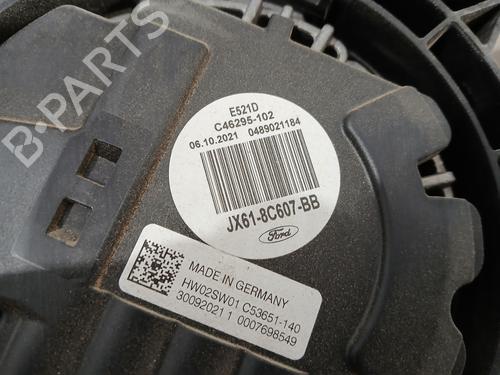 B-PARTS
E521D
C46295-102
06.10.2021 0489021184
JX61-8C607-BB
Ford
MADE IN GERMANY
HW02SW01 C53651-140
30092021 1 0007698549